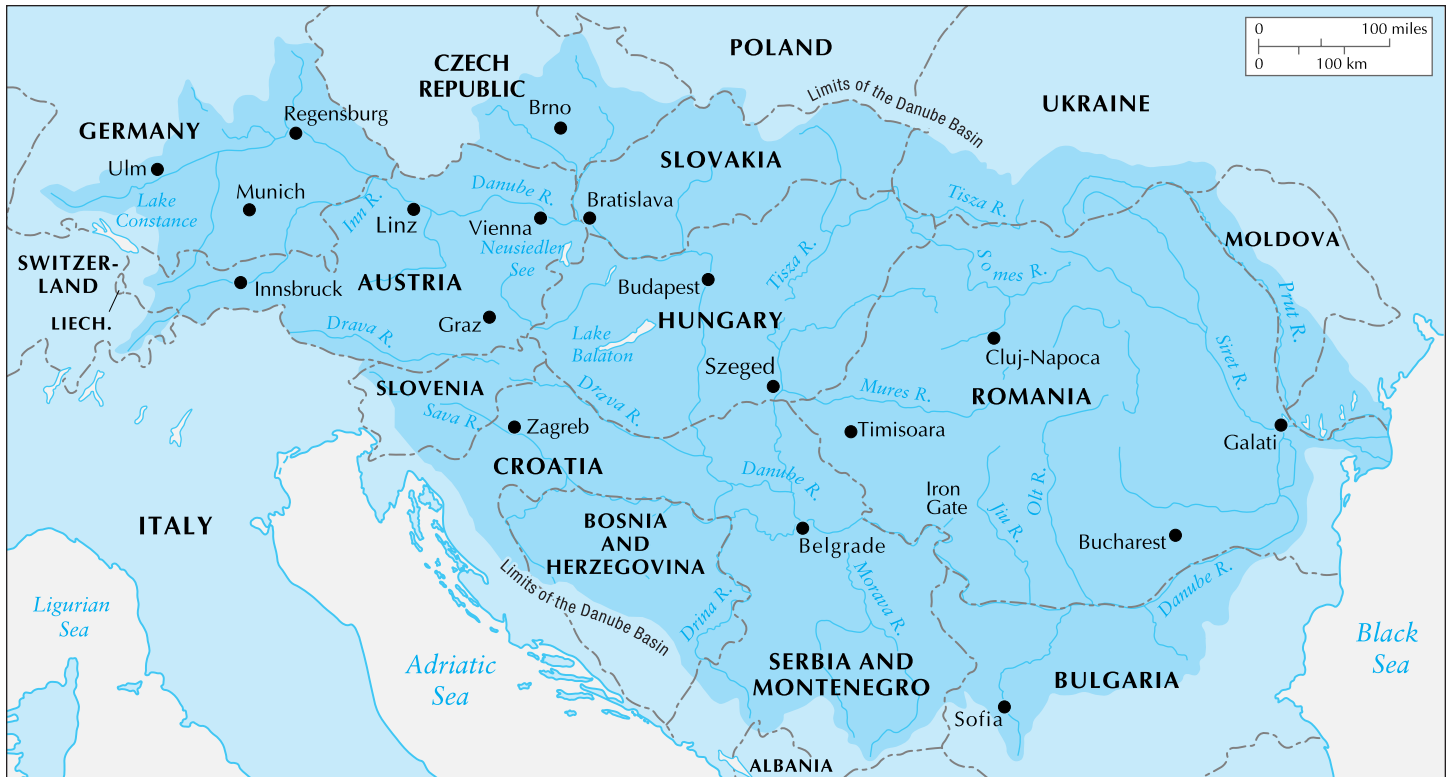 POLAND
0 100 miles
0 100 km
CZECH
REPUBLIC
Limits of the Danube Basin
UKRAINE
Brno
Regensburg
GERMANY
SLOVAKIA
Ulm
Munich
Lake
Constance
Inn R.
Linz
Danube R.
Vienna
Bratislava
Neusiedler
See
Tisza R.
Tisza R.
Somes R.
MOLDOVA
SWITZER-
LAND
LIECH.
Innsbruck
AUSTRIA
Budapest
HUNGARY
Prut R.
Graz
Drava R.
Lake
Balaton
Cluj-Napoca
Siret R.
Szeged
SLOVENIA
Drava R.
Mures R.
ROMANIA
Sava R.
Zagreb
Timisoara
Galati
CROATIA
Danube R.
Iron
Gate
Jiu R.
Olt R.
ITALY
BOSNIA
AND
HERZEGOVINA
Belgrade
Bucharest
Limits of the Danube Basin
Drina R.
Morava R.
Danube R.
Ligurian
Sea
Adriatic
Sea
Black
Sea
SERBIA AND
MONTENEGRO
BULGARIA
Sofia
ALBANIA